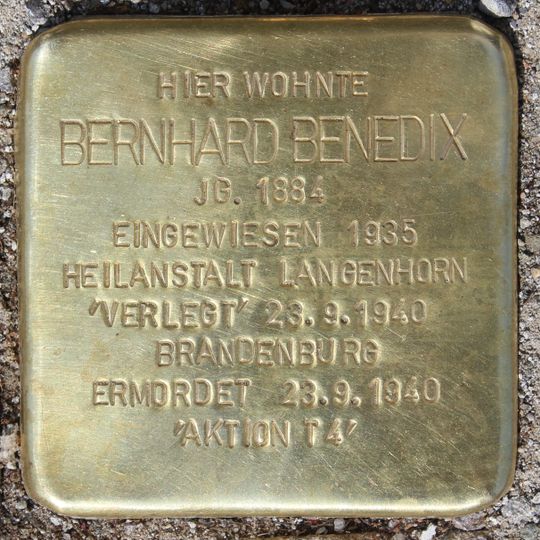 HIER WOHNTE
BERNHARD BENEDIX
JG. 1884
EINGEWIESEN 1935
HEILANSTALT LANGENHORN
'VERLEGT' 23.9.1940
BRANDENBURG
ERMORDET 23.9.1940
'AKTION T4'